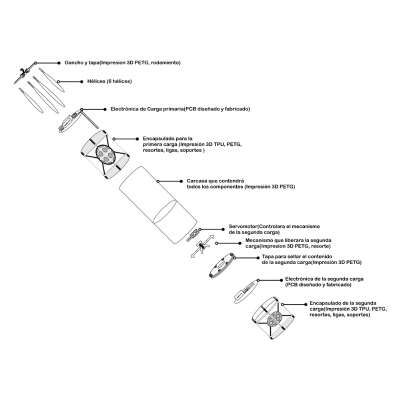 Gancho y tapa(Impresion 3D PETG, rodamiento)
Hélices (6 hélices)
Electrónica de Carga primaria(PCB diseñado y fabricado)
Encapsulado para la
primera carga (Impresión 3D TPU, PETG,
resortes, ligas, soportes )
Carcasa que contendrá
todos los componentes (Impresión 3D PETG)
Servomotor(Controlara el mecanismo
de la segunda carga)
Mecanismo que liberara la segunda
carga(Impresión 3D PETG, resorte)
Tapa para sellar el contenido
de la segunda carga(Impresión 3D PETG)
Electrónica de la segunda carga
(PCB diseñado y fabricado)
Encapsulado de la segunda
carga(Impresión 3D TPU, PETG,
resortes, ligas, soportes)